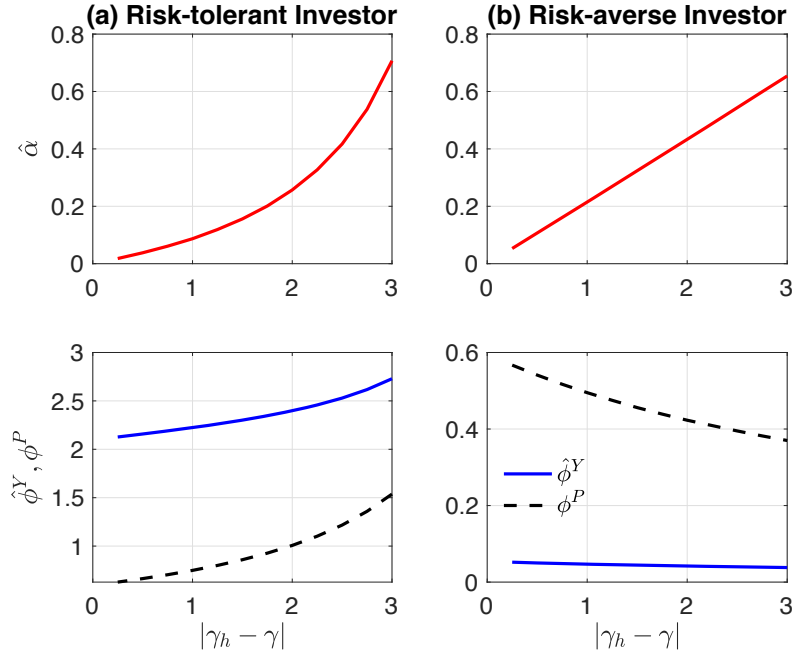 (a) Risk-tolerant Investor
(b) Risk-averse Investor
0.8
0.6
0.4
0.2
0
α̂
0 1 2 3
0.8
0.6
0.4
0.2
0
0 1 2 3
3
2.5
2
1.5
1
ϕ̂^Y, ϕ^P
0 1 2 3
|γ_h − γ|
0.6
0.4
0.2
0
ϕ̂^Y
ϕ^P
0 1 2 3
|γ_h − γ|